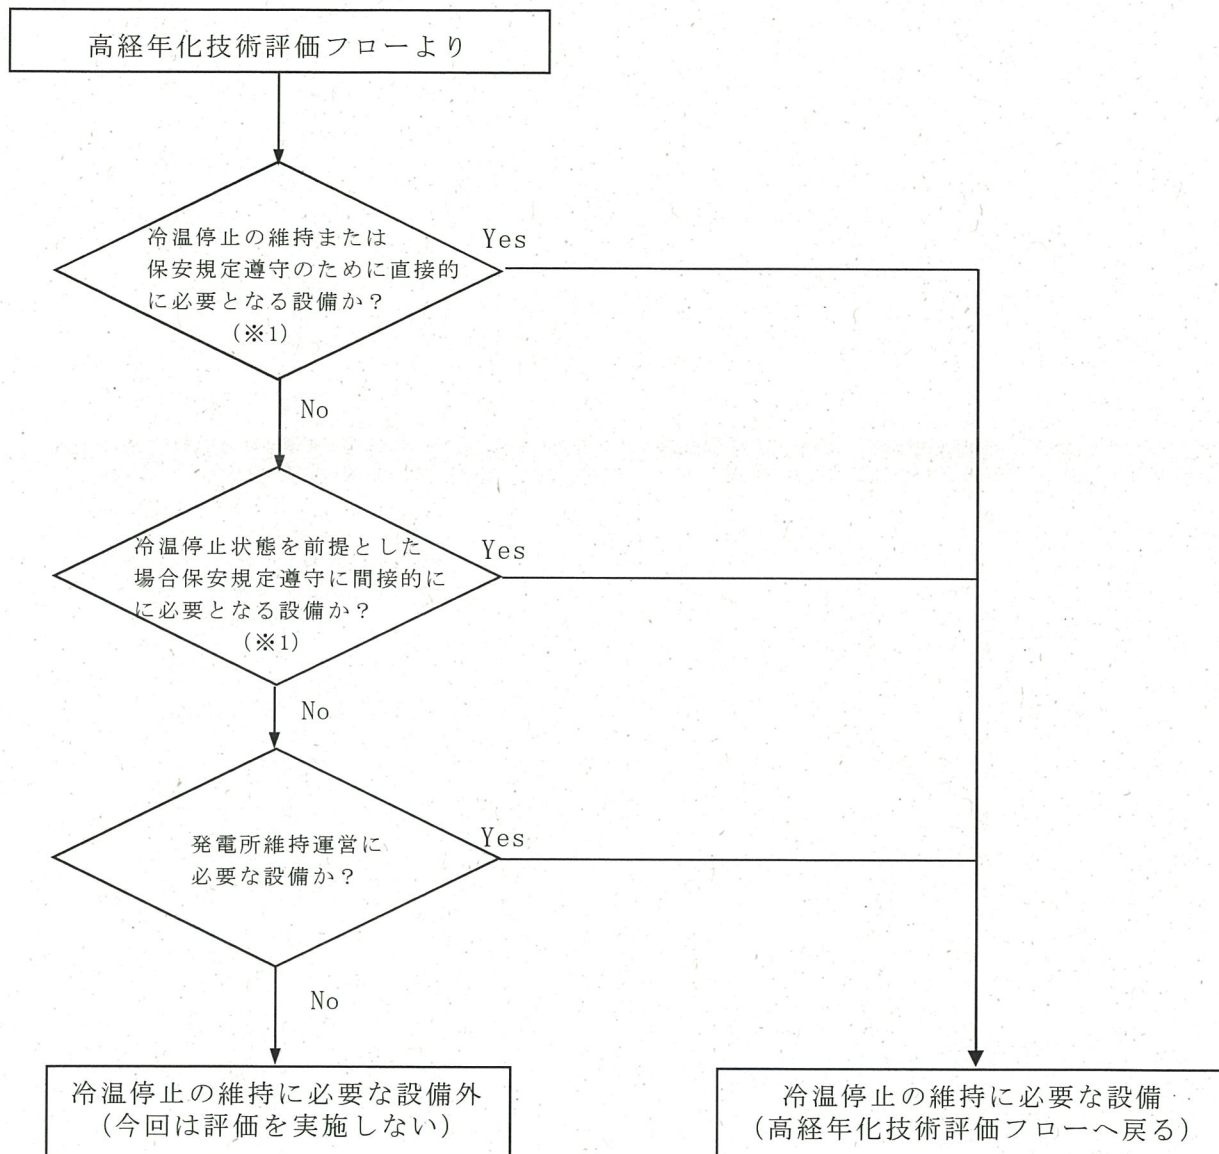 高経年化技術評価フローより
冷温停止の維持または
保安規定遵守のために直接的
に必要となる設備か？
（※1）
Yes
No
冷温停止状態を前提とした
場合保安規定遵守に間接的に
に必要となる設備か？
（※1）
Yes
No
発電所維持運営に
必要な設備か？
Yes
No
冷温停止の維持に必要な設備外
（今回は評価を実施しない）
冷温停止の維持に必要な設備
（高経年化技術評価フローへ戻る）